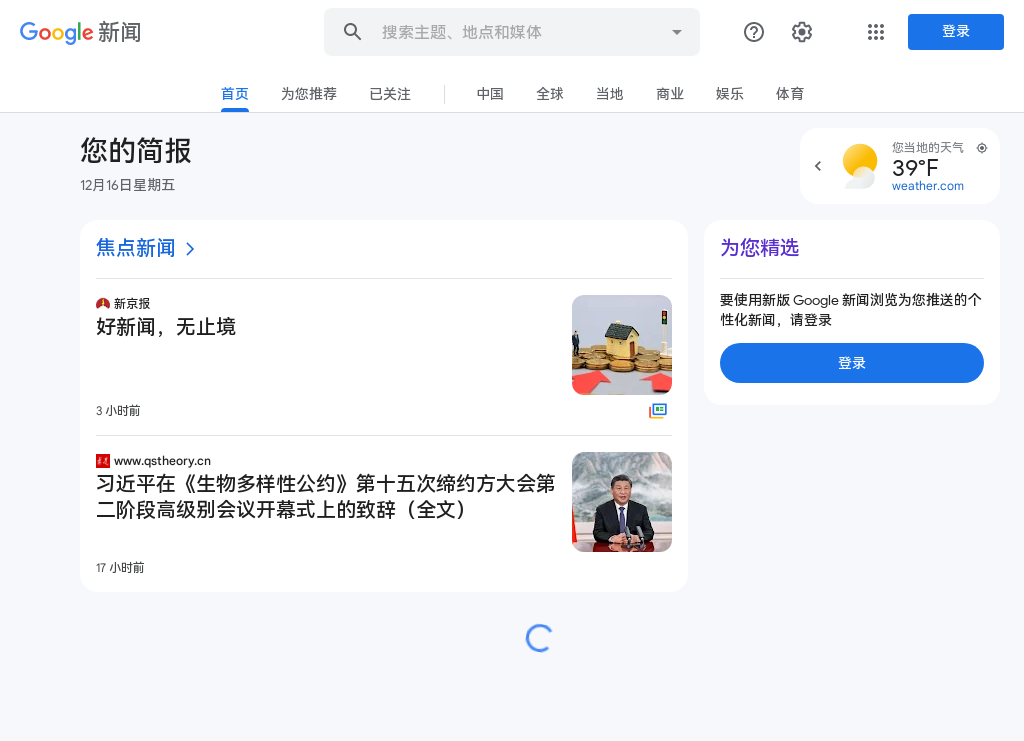 Google 新闻
搜索主题、地点和媒体
登录
首页
为您推荐
已关注
中国
全球
当地
商业
娱乐
体育
您的简报
12月16日星期五
您当地的天气
39°F
weather.com
焦点新闻
新京报
好新闻，无止境
3 小时前
www.qstheory.cn
习近平在《生物多样性公约》第十五次缔约方大会第
二阶段高级别会议开幕式上的致辞（全文）
17 小时前
为您精选
要使用新版 Google 新闻浏览为您推送的个
性化新闻，请登录
登录